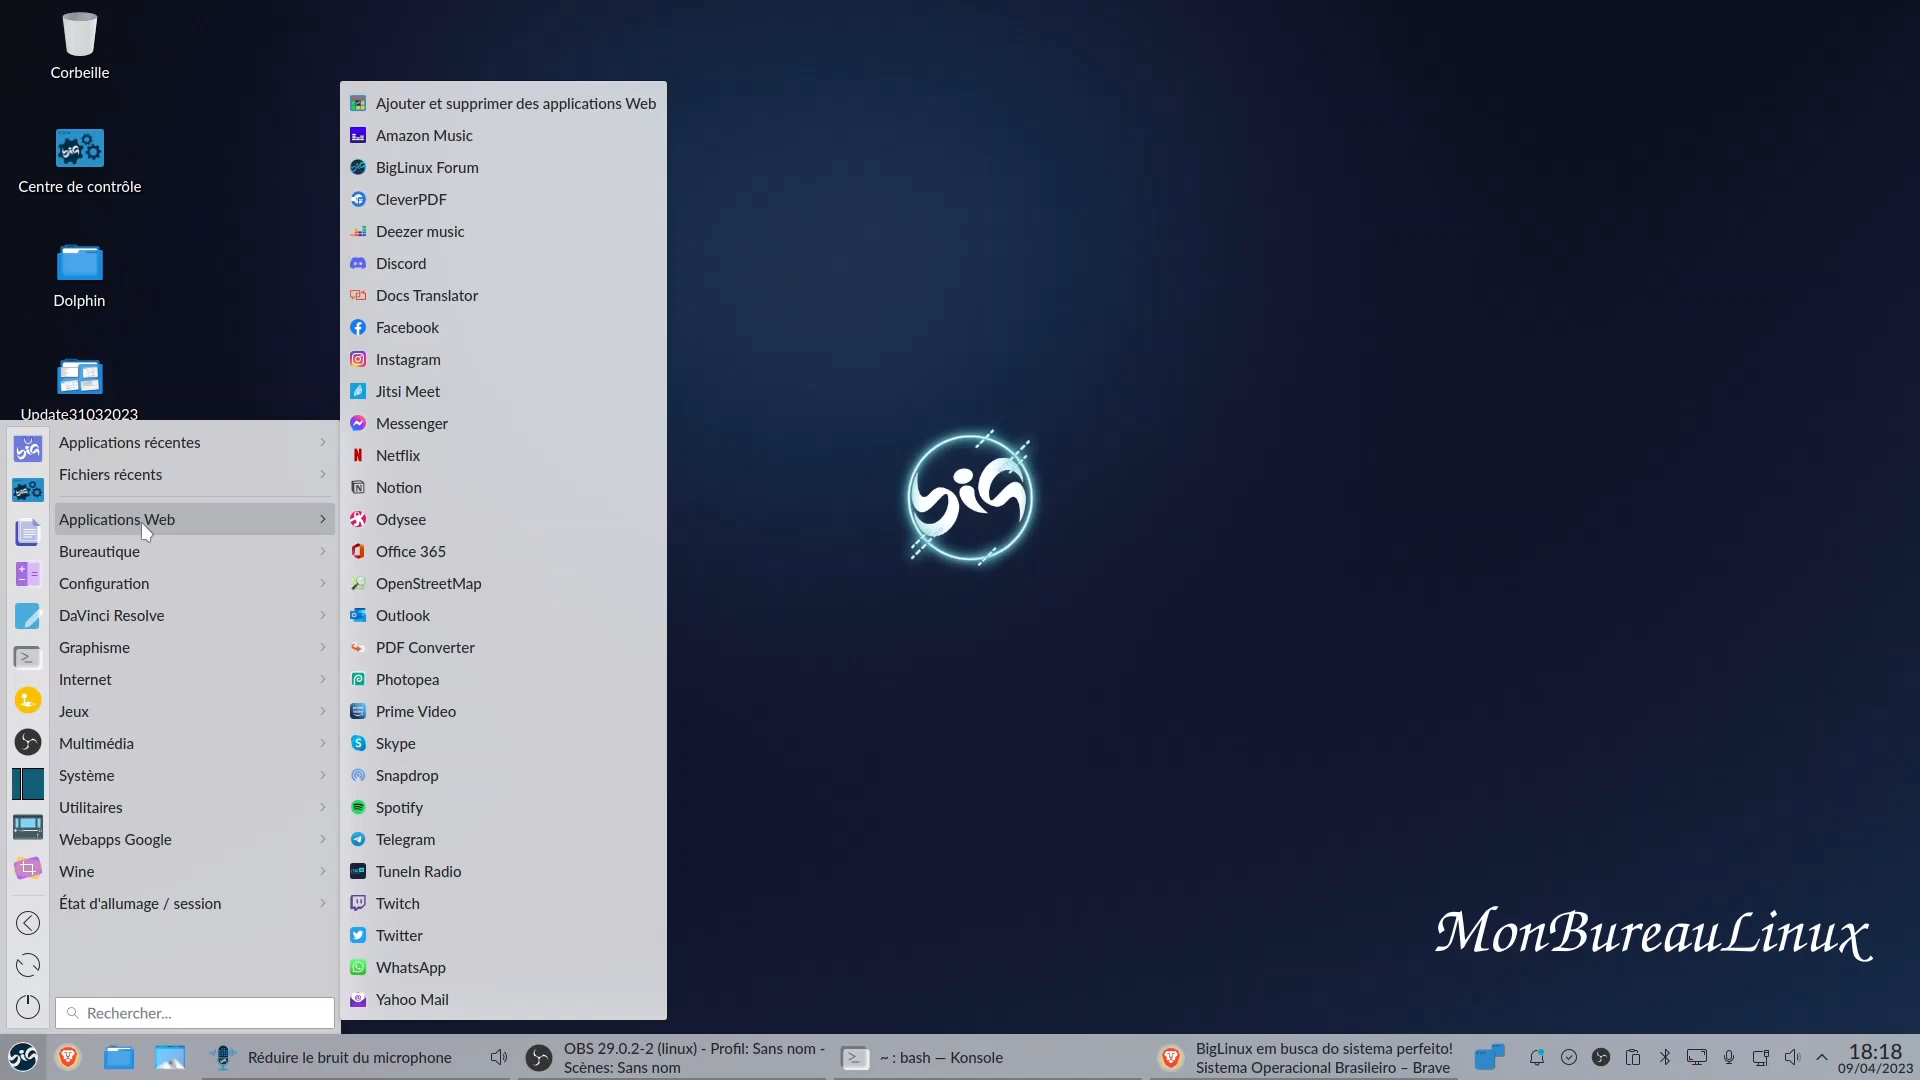 Corbeille
Centre de contrôle
Dolphin
Update31032023
Applications récentes
Fichiers récents
Applications Web
Bureautique
Configuration
DaVinci Resolve
Graphisme
Internet
Jeux
Multimédia
Système
Utilitaires
Webapps Google
Wine
État d'allumage / session
Rechercher...
Ajouter et supprimer des applications Web
Amazon Music
BigLinux Forum
CleverPDF
Deezer music
Discord
Docs Translator
Facebook
Instagram
Jitsi Meet
Messenger
Netflix
Notion
Odysee
Office 365
OpenStreetMap
Outlook
PDF Converter
Photopea
Prime Video
Skype
Snapdrop
Spotify
Telegram
TuneIn Radio
Twitch
Twitter
WhatsApp
Yahoo Mail
BiG
MonBureauLinux
Réduire le bruit du microphone
OBS 29.0.2-2 (linux) - Profil: Sans nom -
Scènes: Sans nom
~ : bash — Konsole
BigLinux em busca do sistema perfeito!
Sistema Operacional Brasileiro – Brave
18:18
09/04/2023